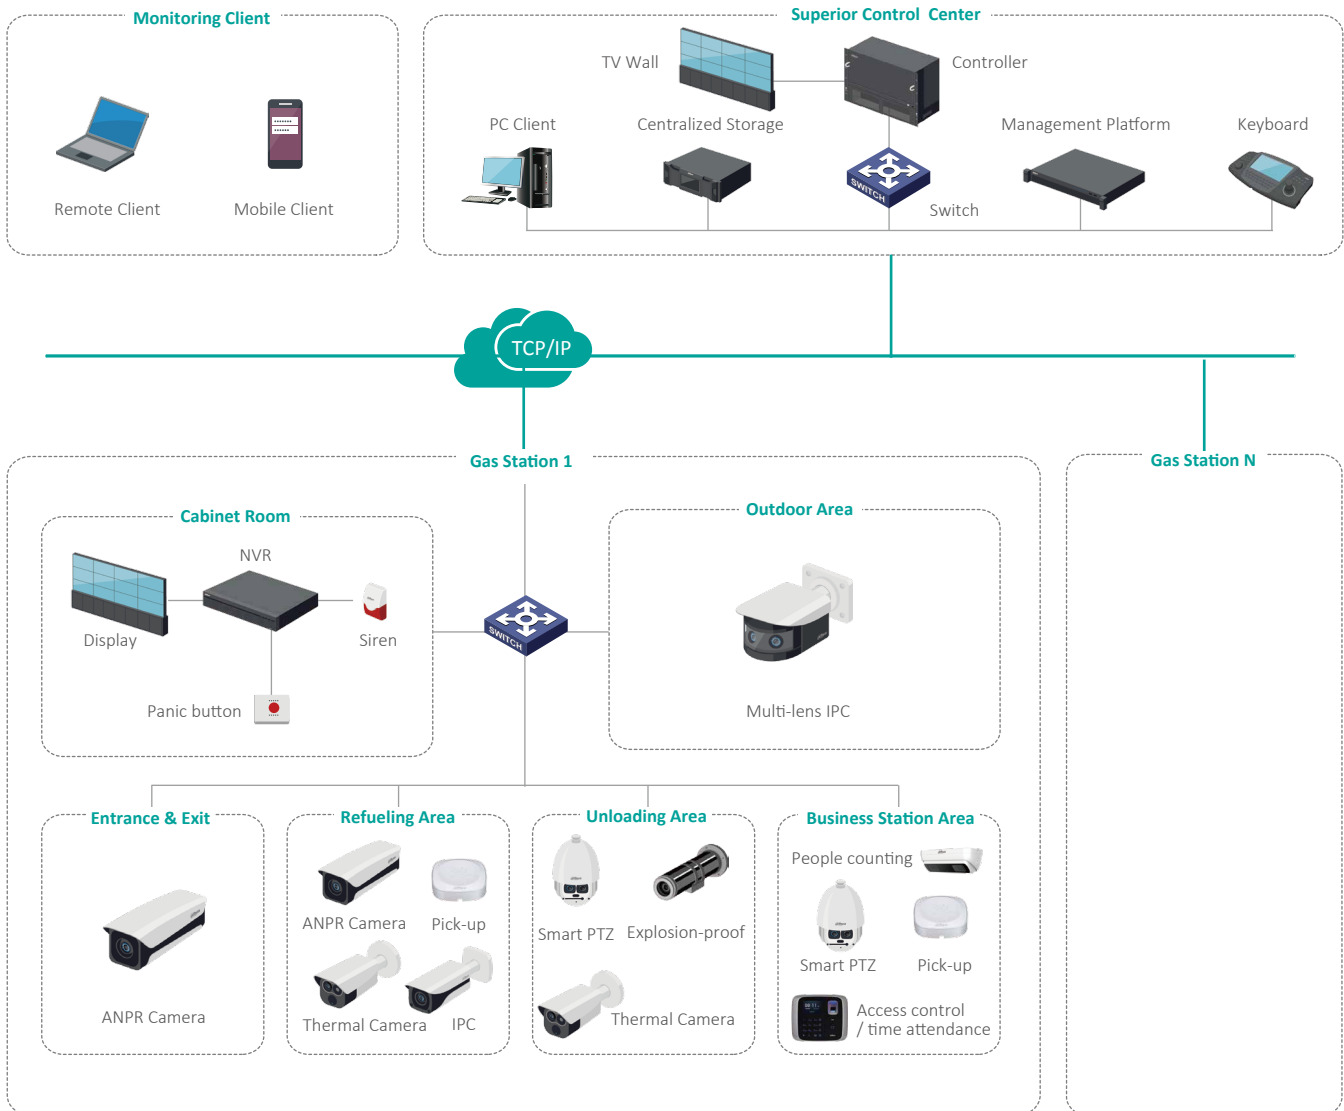 Monitoring Client
Superior Control Center
TV Wall
Controller
PC Client
Centralized Storage
Management Platform
Keyboard
SWITCH
Remote Client
Mobile Client
Switch
TCP/IP
Gas Station 1
Gas Station N
Cabinet Room
Outdoor Area
NVR
Display
Siren
SWITCH
Panic button
Multi-lens IPC
Entrance & Exit
Refueling Area
Unloading Area
Business Station Area
People counting
ANPR Camera
Pick-up
Smart PTZ
Explosion-proof
Smart PTZ
Pick-up
ANPR Camera
Thermal Camera
IPC
Thermal Camera
Access control
/ time attendance